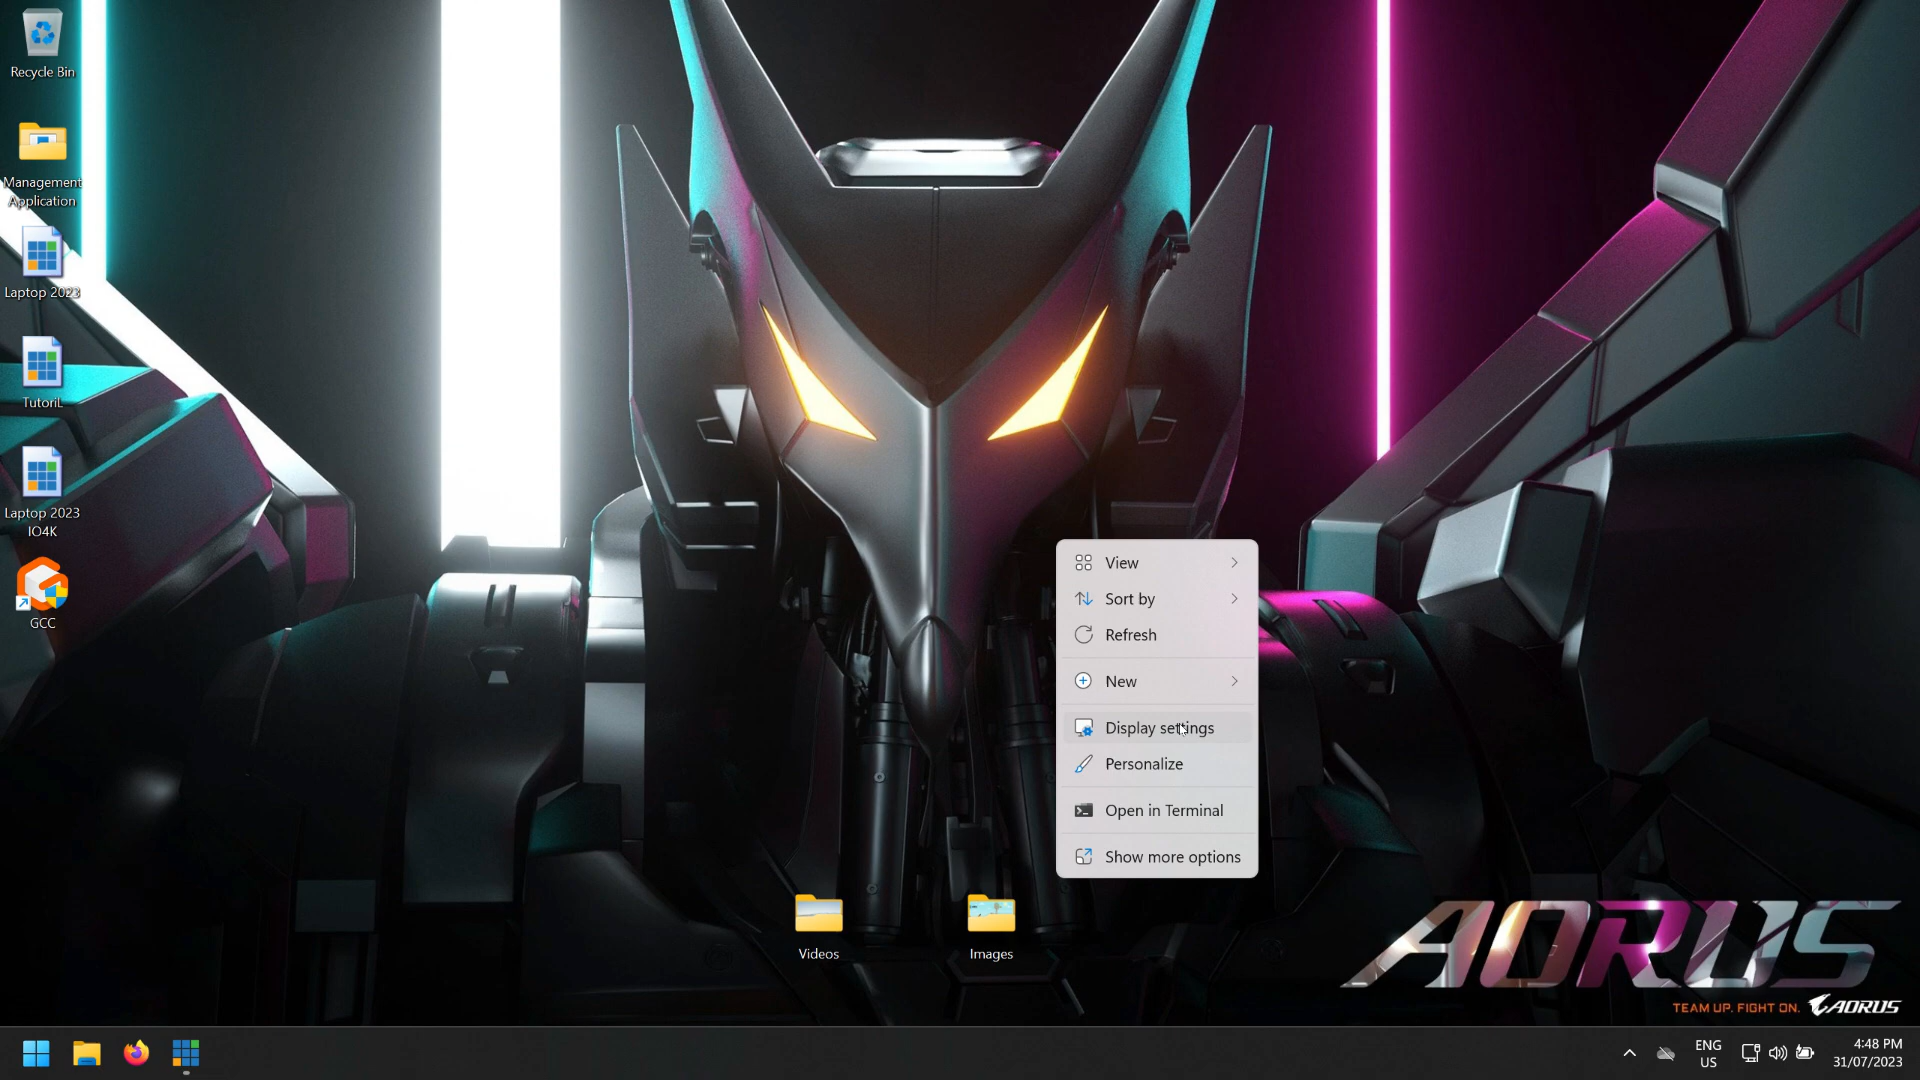 Recycle Bin
Management
Application
Laptop 2023
TutoriL
Laptop 2023
IO4K
GCC
View
Sort by
Refresh
New
Display settings
Personalize
Open in Terminal
Show more options
Videos
Images
AORUS
TEAM UP. FIGHT ON. AORUS
ENG
US
4:48 PM
31/07/2023